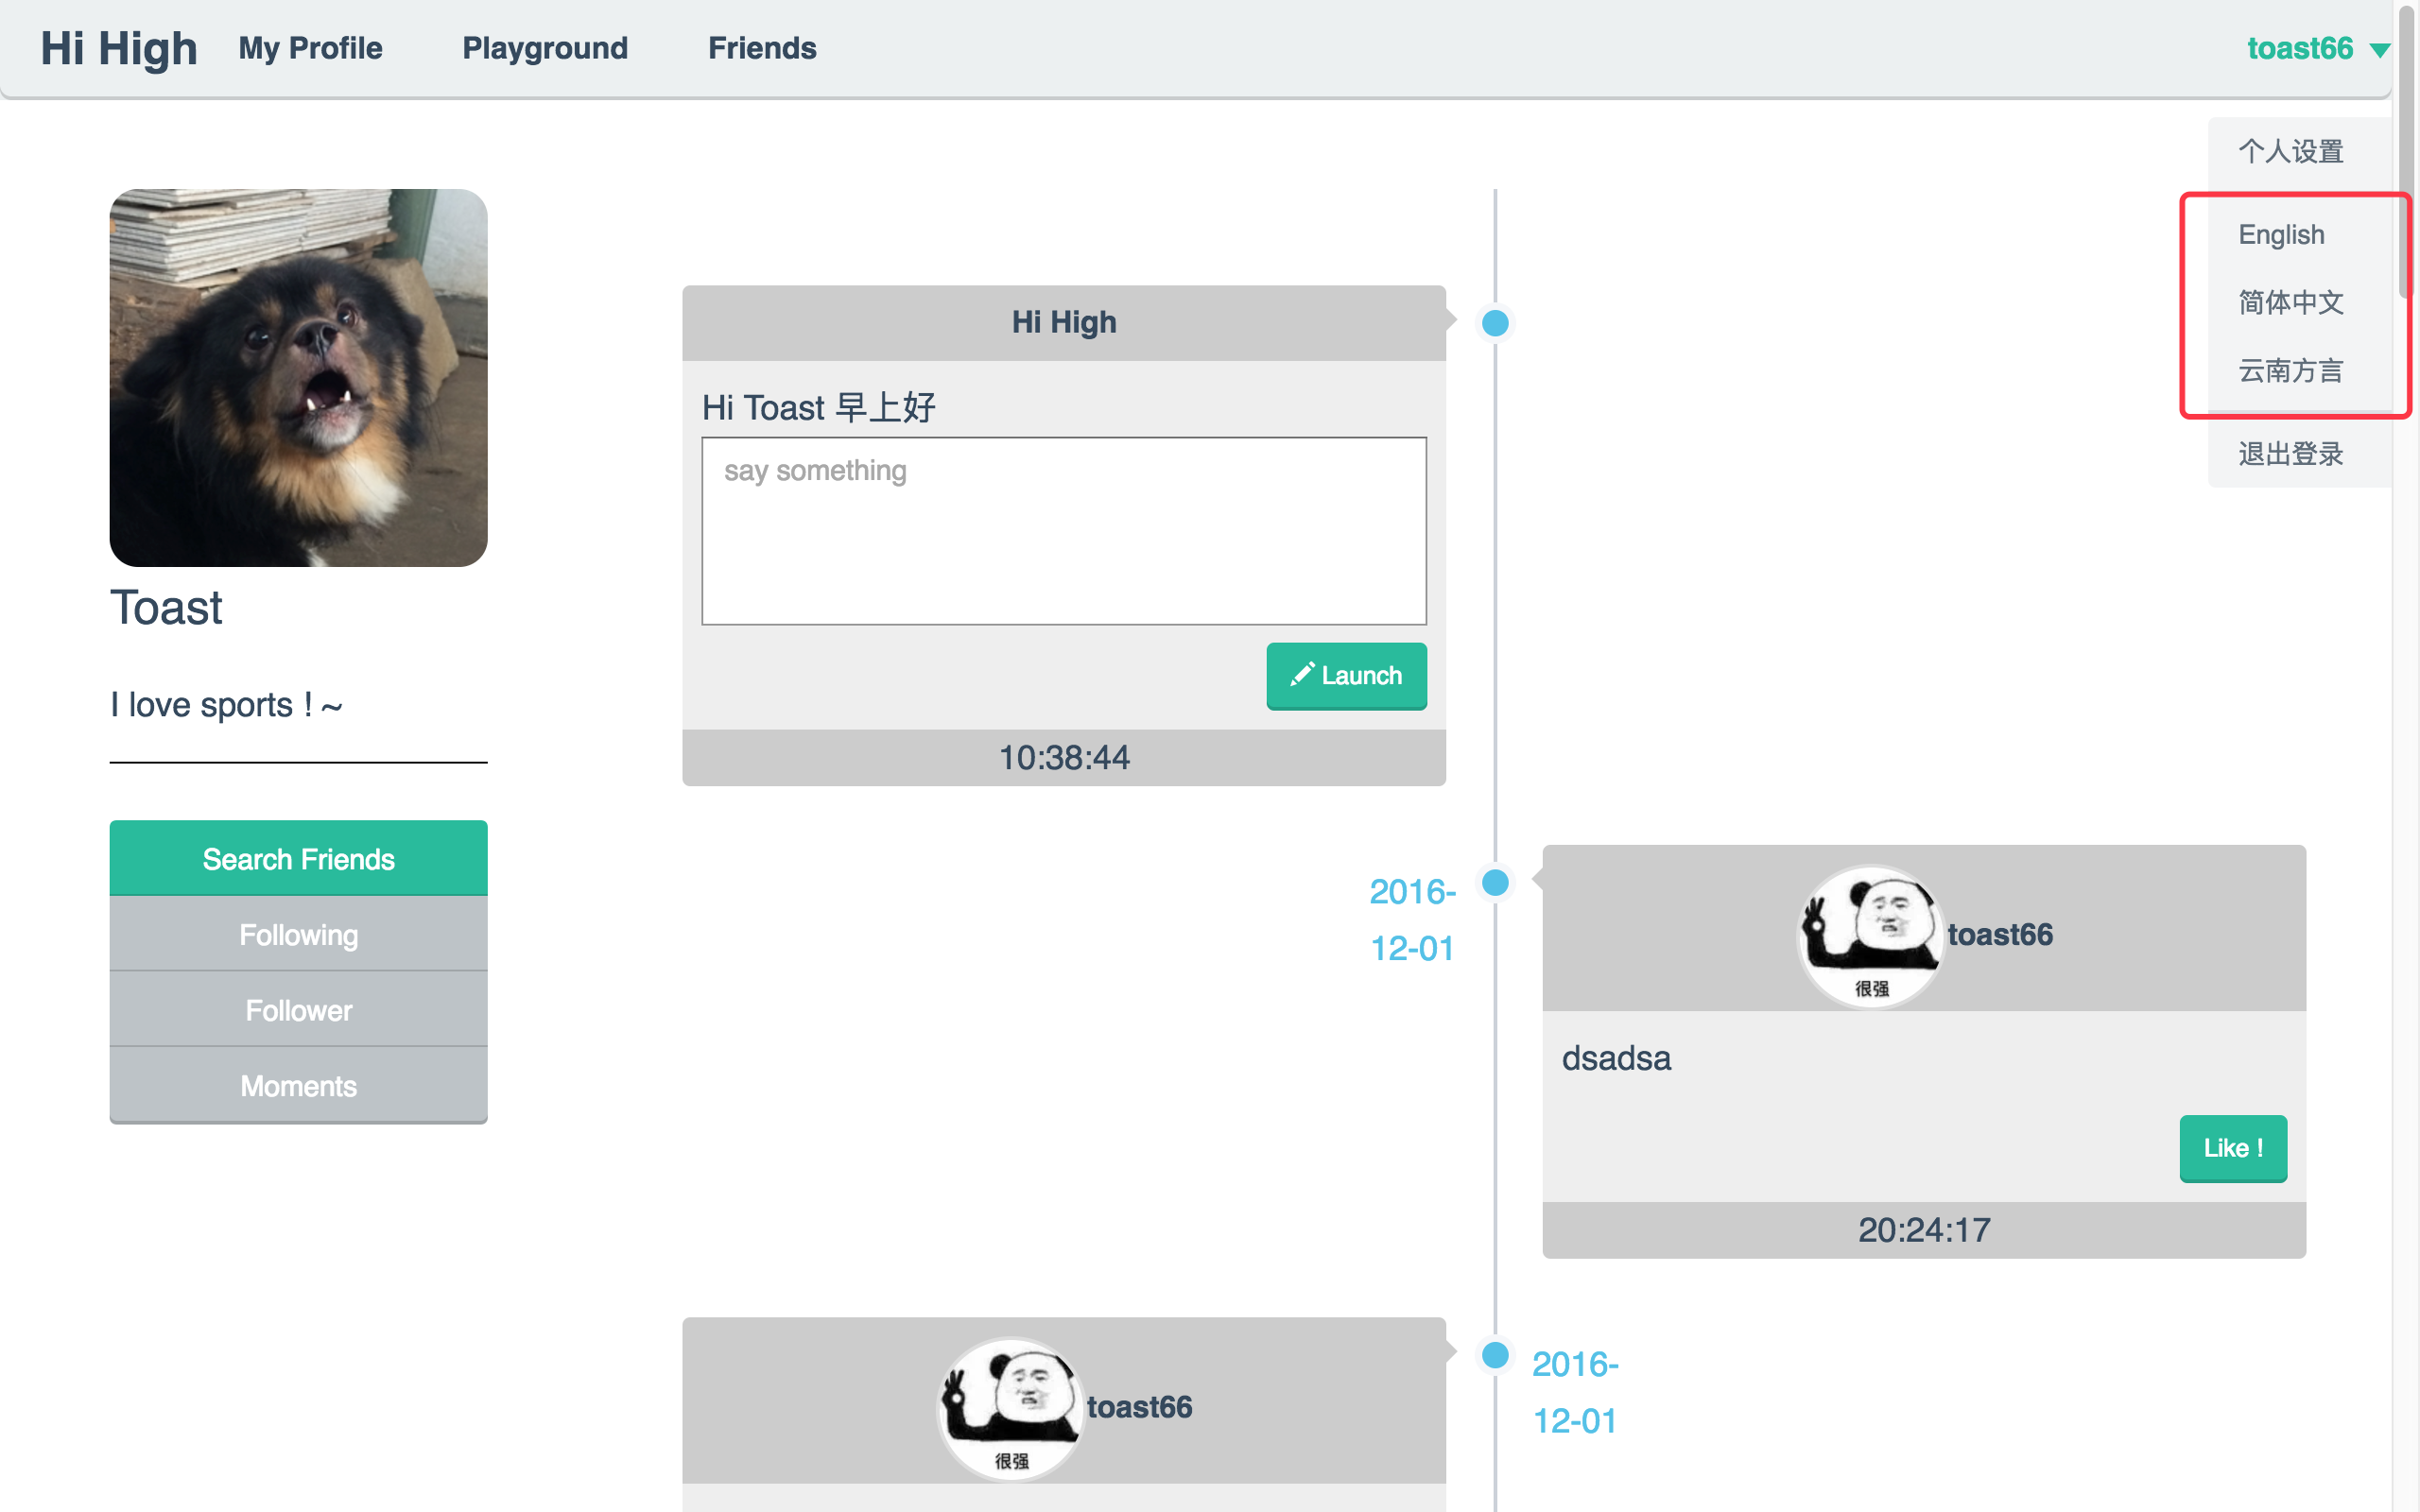 Hi High My Profile Playground Friends toast66
个人设置
English
简体中文
云南方言
退出登录
Toast
I love sports ! ~
Search Friends
Following
Follower
Moments
Hi High
Hi Toast 早上好
say something
Launch
10:38:44
2016-
12-01
很强
toast66
dsadsa
Like !
20:24:17
很强
toast66
2016-
12-01